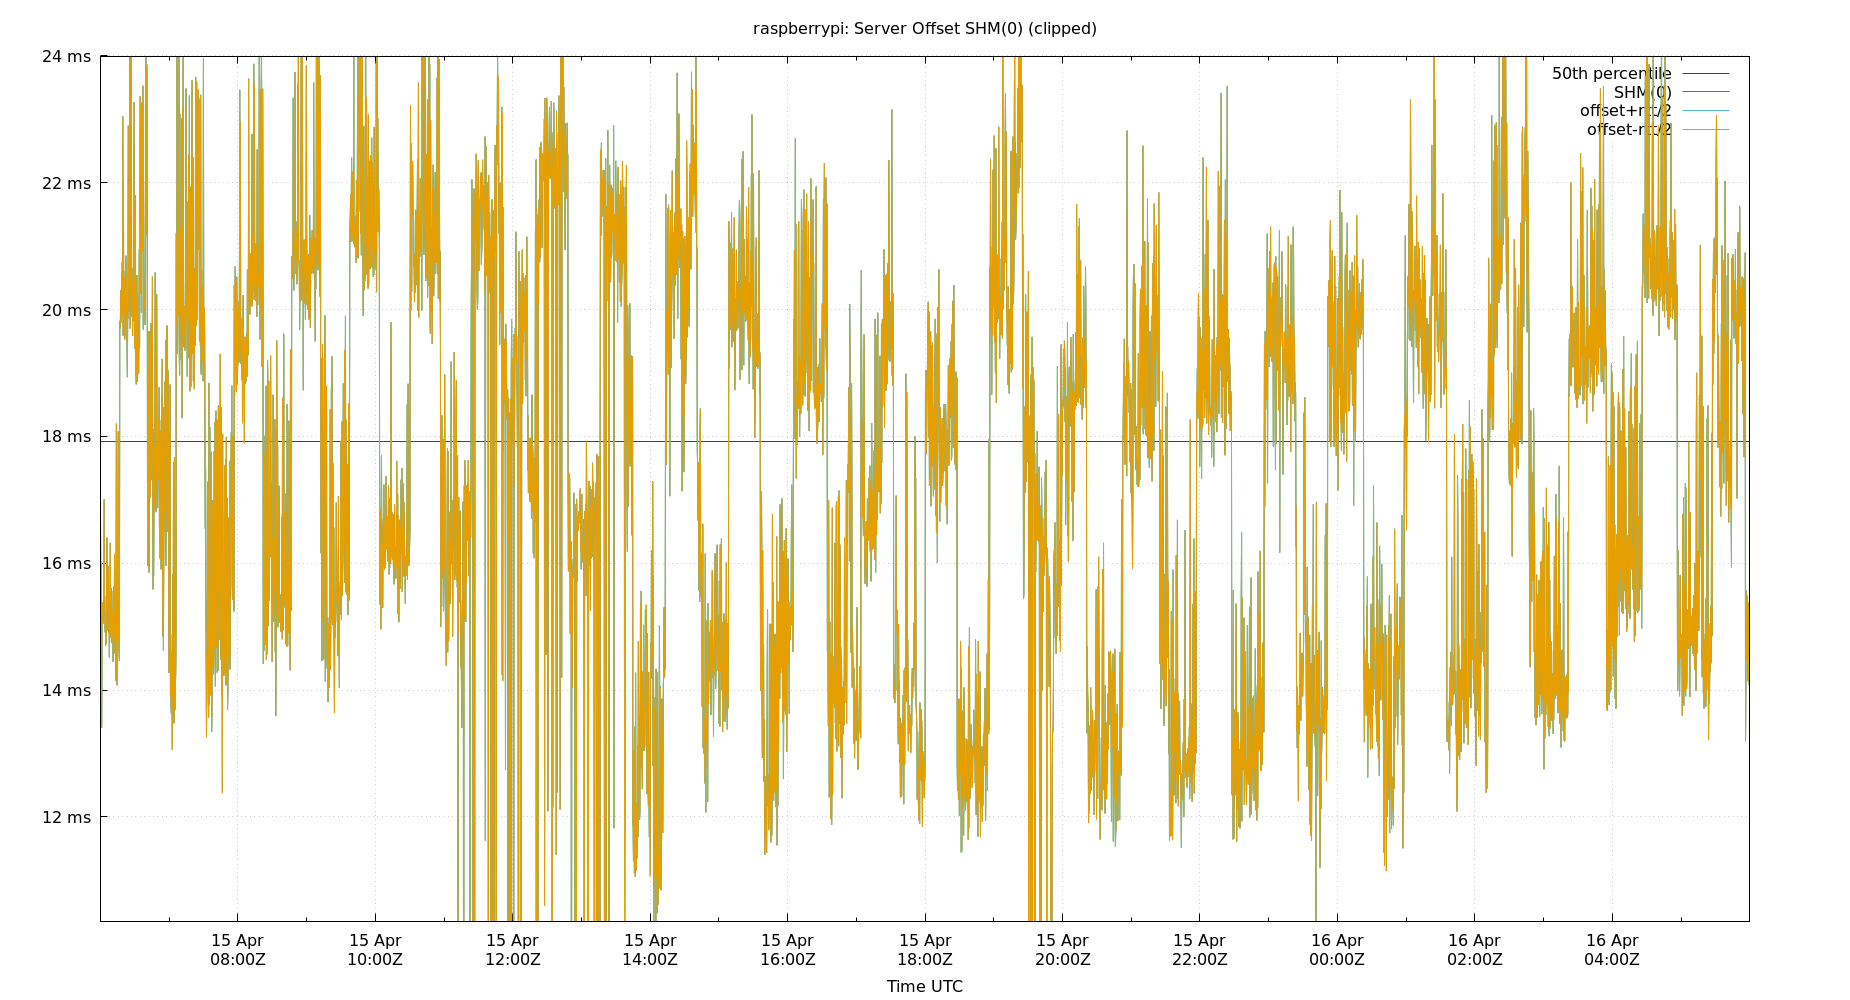 raspberrypi: Server Offset SHM(0) (clipped)
24 ms
22 ms
20 ms
18 ms
16 ms
14 ms
12 ms
50th percentile
SHM(0)
offset+rtt/2
offset-rtt/2
15 Apr 15 Apr 15 Apr 15 Apr 15 Apr 15 Apr 15 Apr 15 Apr 16 Apr 16 Apr 16 Apr
08:00Z 10:00Z 12:00Z 14:00Z 16:00Z 18:00Z 20:00Z 22:00Z 00:00Z 02:00Z 04:00Z
Time UTC